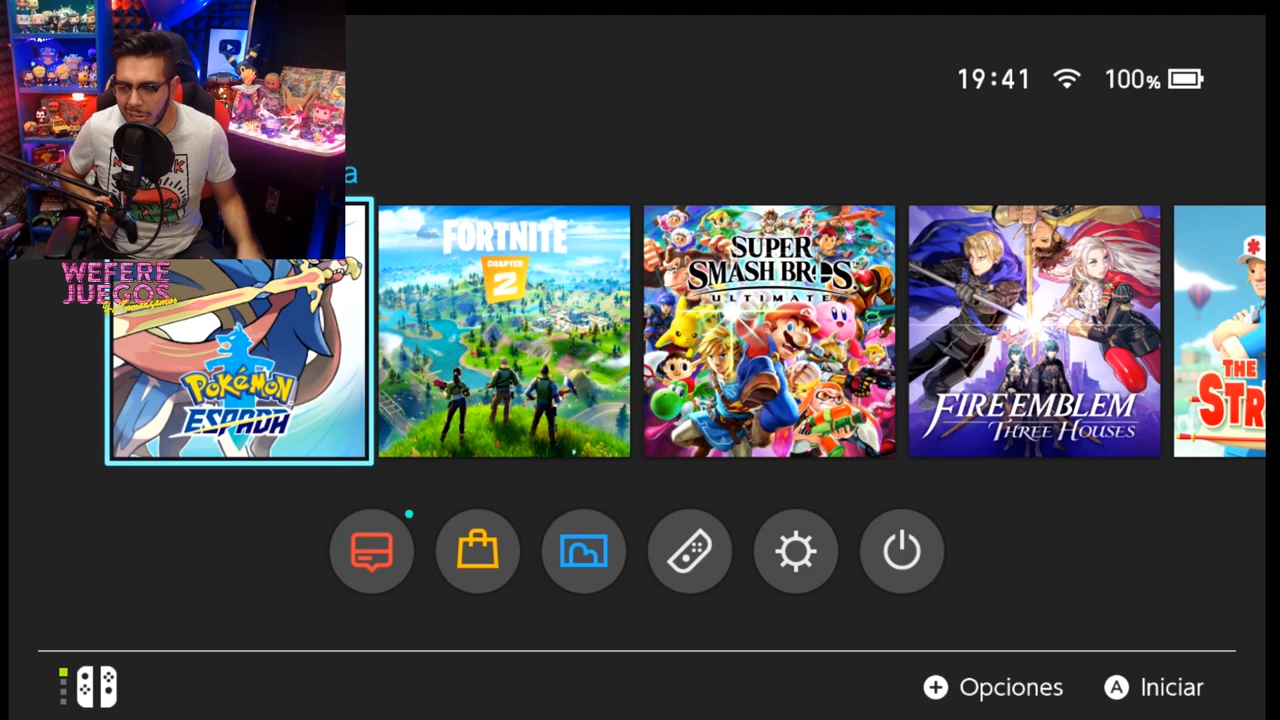 19:41 100%
a
WEFERE
JUEGOS
POKéMON
ESPADA
FORTNITE
CHAPTER
2
SUPER
SMASH BROS.
ULTIMATE
FIRE EMBLEM
THREE HOUSES
THE
STR
+ Opciones
A Iniciar